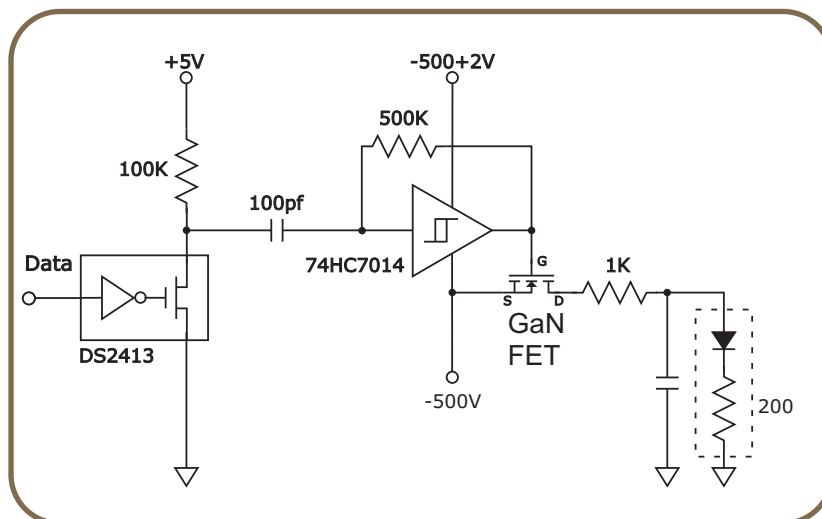 +5V
-500+2V
500K
100K
100pf
74HC7014
Data
DS2413
G
S
D
1K
GaN
FET
-500V
200